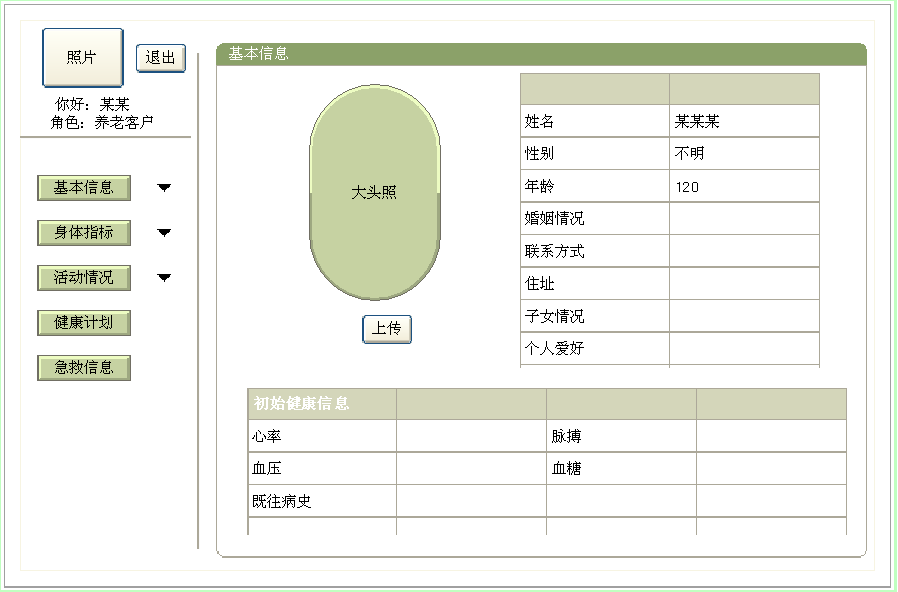 照片
退出
你好：某某
角色：养老客户
基本信息
身体指标
活动情况
健康计划
急救信息
基本信息
大头照
上传
姓名 某某某
性别 不明
年龄 120
婚姻情况
联系方式
住址
子女情况
个人爱好
初始健康信息
心率 脉搏
血压 血糖
既往病史